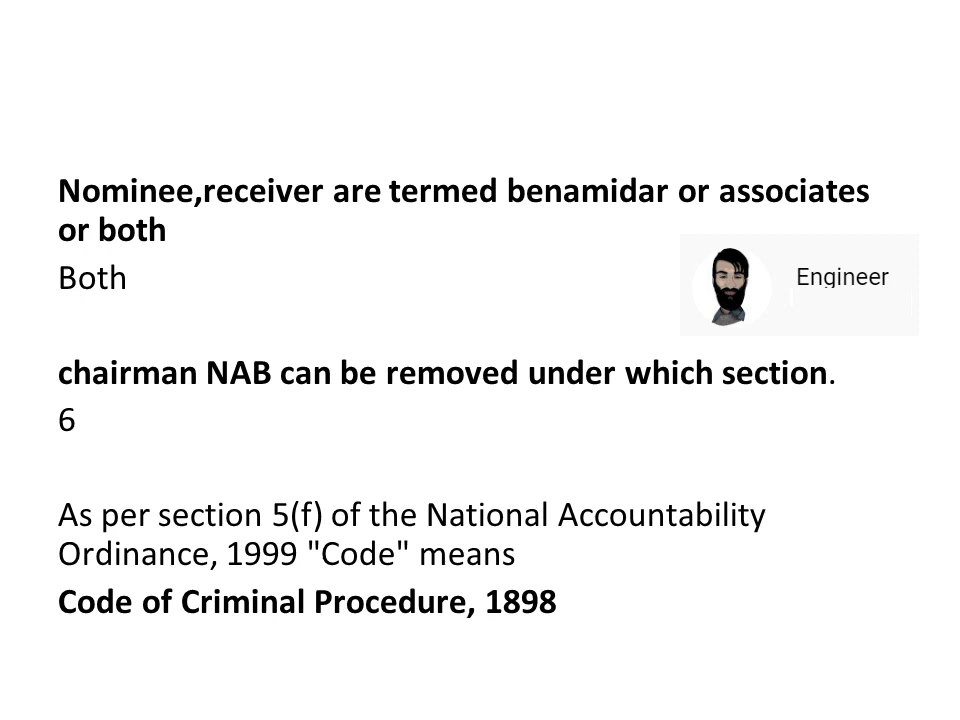 Nominee,receiver are termed benamidar or associates
or both
Both
Engineer
chairman NAB can be removed under which section.
6
As per section 5(f) of the National Accountability
Ordinance, 1999 "Code" means
Code of Criminal Procedure, 1898